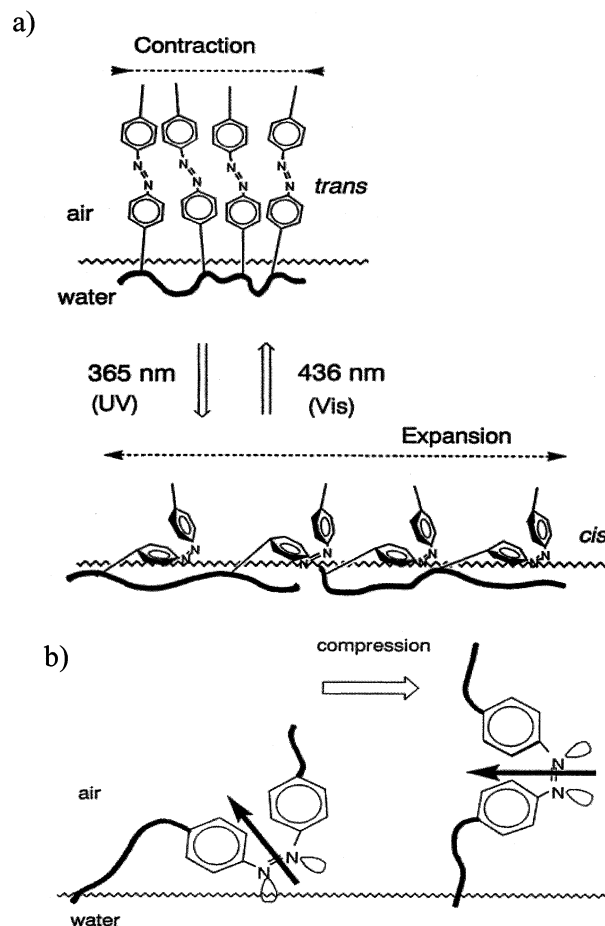 a)
Contraction
N
N
N
N
N
N
N
N
trans
air
water
365 nm
436 nm
(UV)
(Vis)
Expansion
cis
N
N
N
N
N
N
N
N
b)
compression
air
N
N
N
N
water